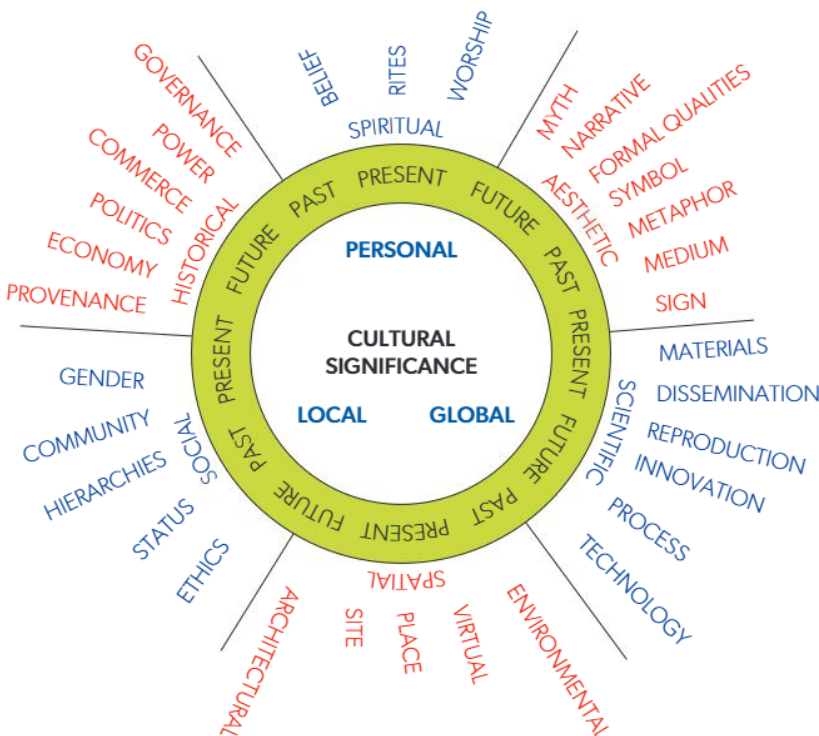 BELIEF
RITES
WORSHIP
SPIRITUAL
MYTH
NARRATIVE
FORMAL QUALITIES
SYMBOL
METAPHOR
MEDIUM
SIGN
AESTHETIC
MATERIALS
DISSEMINATION
REPRODUCTION
INNOVATION
PROCESS
TECHNOLOGY
SCIENTIFIC
ENVIRONMENTAL
VIRTUAL
PLACE
SITE
ARCHITECTURAL
SPATIAL
ETHICS
STATUS
HIERARCHIES
COMMUNITY
GENDER
SOCIAL
PROVENANCE
ECONOMY
POLITICS
COMMERCE
POWER
GOVERNANCE
HISTORICAL
PAST PRESENT FUTURE PAST PRESENT FUTURE PAST PRESENT FUTURE PAST PRESENT FUTURE
PERSONAL
CULTURAL
SIGNIFICANCE
LOCAL GLOBAL